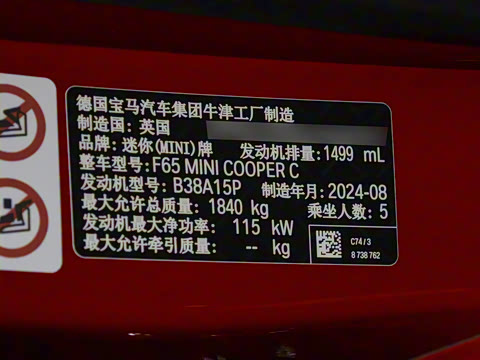 德国宝马汽车集团牛津工厂制造
制造国: 英国
品牌: 迷你(MINI)牌 发动机排量:1499 mL
整车型号:F65 MINI COOPER C
发动机型号: B38A15P 制造年月: 2024-08
最大允许总质量: 1840 kg 乘坐人数: 5
发动机最大净功率: 115 kW
最大允许牵引质量: -- kg
C74 / 3
8 738 762